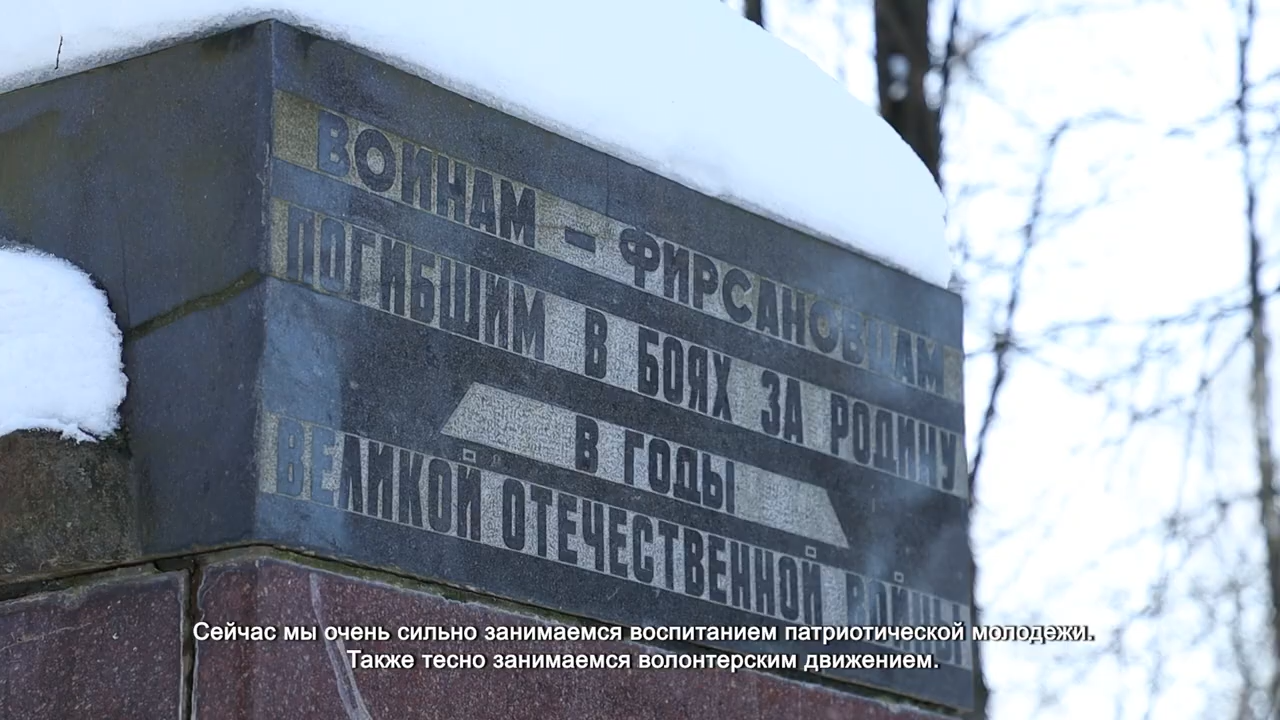 ВОИНАМ – ФИРСАНОВЦАМ
ПОГИБШИМ В БОЯХ ЗА РОДИНУ
В ГОДЫ
ВЕЛИКОЙ ОТЕЧЕСТВЕННОЙ ВОЙНЫ
Сейчас мы очень сильно занимаемся воспитанием патриотической молодежи.
Также тесно занимаемся волонтерским движением.